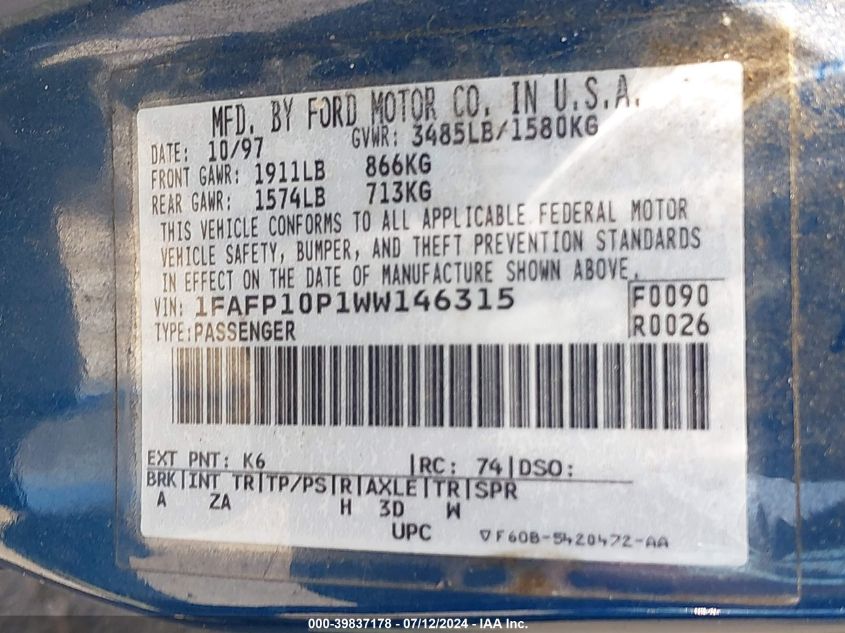 MFD. BY FORD MOTOR CO. IN U.S.A.
DATE: 10/97 GVWR: 3485LB/1580KG
FRONT GAWR: 1911LB 866KG
REAR GAWR: 1574LB 713KG
THIS VEHICLE CONFORMS TO ALL APPLICABLE FEDERAL MOTOR
VEHICLE SAFETY, BUMPER, AND THEFT PREVENTION STANDARDS
IN EFFECT ON THE DATE OF MANUFACTURE SHOWN ABOVE.
VIN: 1FAFP10P1WW146315 F0090
TYPE:PASSENGER R0026
EXT PNT: K6 |RC: 74|DSO:
BRK|INT TR|TP/PS|R|AXLE|TR|SPR
A ZA H 3D W
UPC ▽F60B-5420472-AA
000-39837178 - 07/12/2024 - IAA Inc.